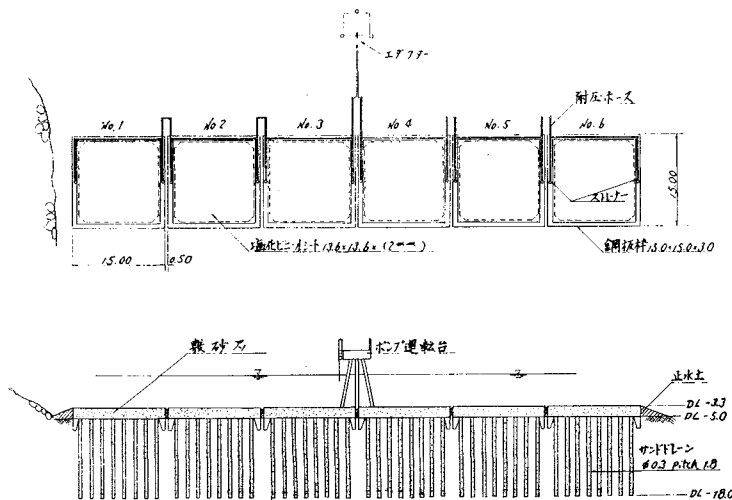 エダクター
耐圧ホース
No.1
No 2
No.3
No 4
No.5
No.6
ストレーナー
15.00
塩化ビニールシート 13.6×13.6×(2mm)
鋼板枠 15.0×15.0×3.0
15.00
0.50
敷砂
ポンプ運転台
止水土
DL -3.3
DL -5.0
サンドドレーン
φ0.3 pitch 1.8
DL -18.0